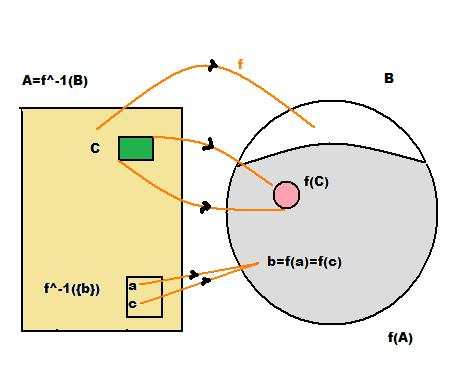 f
A=f^-1(B)
B
C
f(C)
b=f(a)=f(c)
f^-1({b})
a
c
f(A)